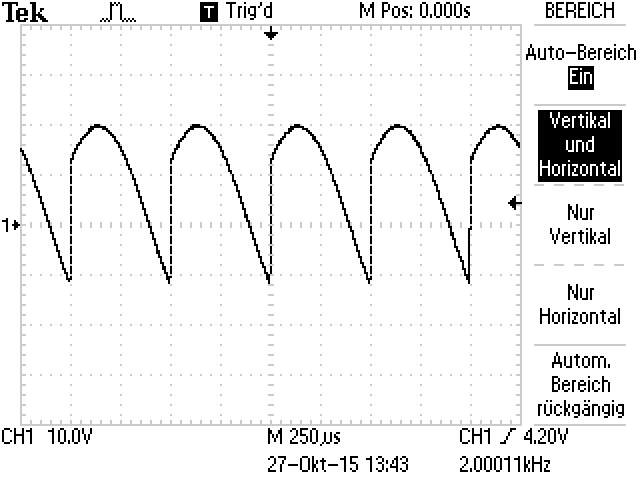 Tek T Trig'd M Pos: 0.000s BEREICH
Auto-Bereich
Ein
Vertikal
und
Horizontal
Nur
Vertikal
1
Nur
Horizontal
Autom.
Bereich
rückgängig
CH1 10.0V M 250µs CH1 4.20V
27-Okt-15 13:43 2.00011kHz